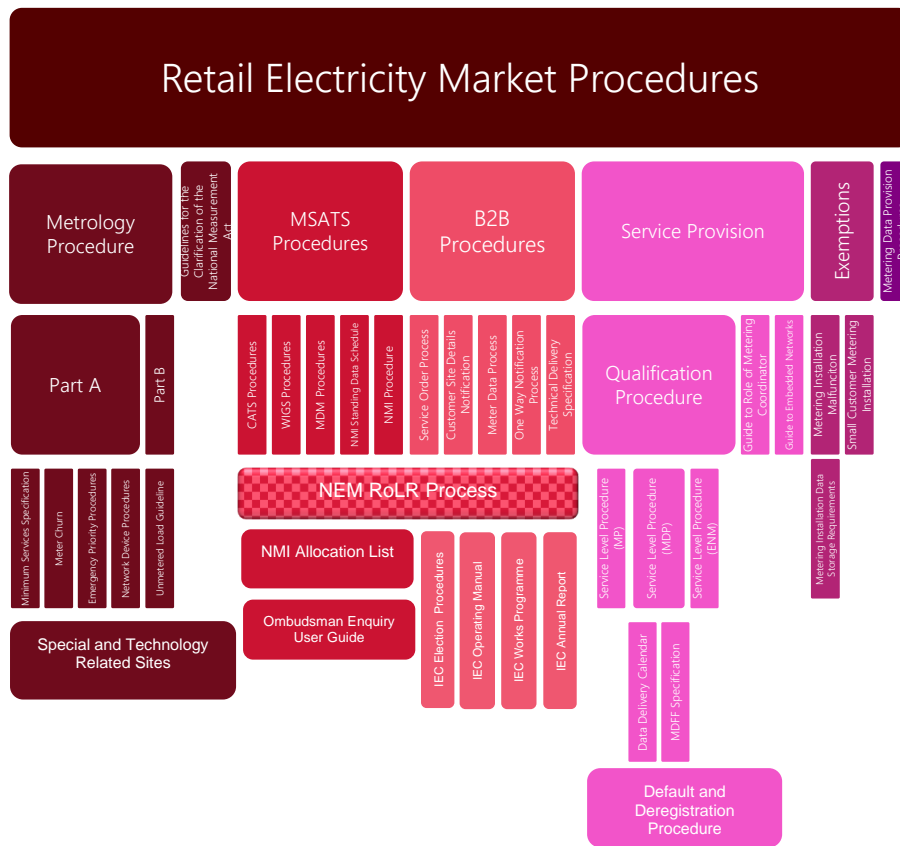 Retail Electricity Market Procedures
Metrology
Procedure
Guidelines for the
Clarification of the
National Measurement
Act
MSATS
Procedures
B2B
Procedures
Service Provision
Exemptions
Metering Data Provision
Part A
Part B
CATS Procedures
WIGS Procedures
MDM Procedures
NMI Standing Data Schedule
NMI Procedure
Service Order Process
Customer Site Details
Notification
Meter Data Process
One Way Notification
Process
Technical Delivery
Specification
Qualification
Procedure
Guide to Role of Metering
Coordinator
Guide to Embedded Networks
Metering Installation
Malfunciton
Small Customer Metering
Installation
Minimum Services Specification
Meter Churn
Emergency Priority Procedures
Network Device Procedures
Unmetered Load Guideline
NEM RoLR Process
Service Level Procedure
(MP)
Service Level Procedure
(MDP)
Service Level Procedure
(ENM)
Metering Installation Data
Storage Requirements
NMI Allocation List
Ombudsman Enquiry
User Guide
IEC Election Procedures
IEC Operating Manual
IEC Works Programme
IEC Annual Report
Special and Technology
Related Sites
Data Delivery Calendar
MDFF Specification
Default and
Deregistration
Procedure